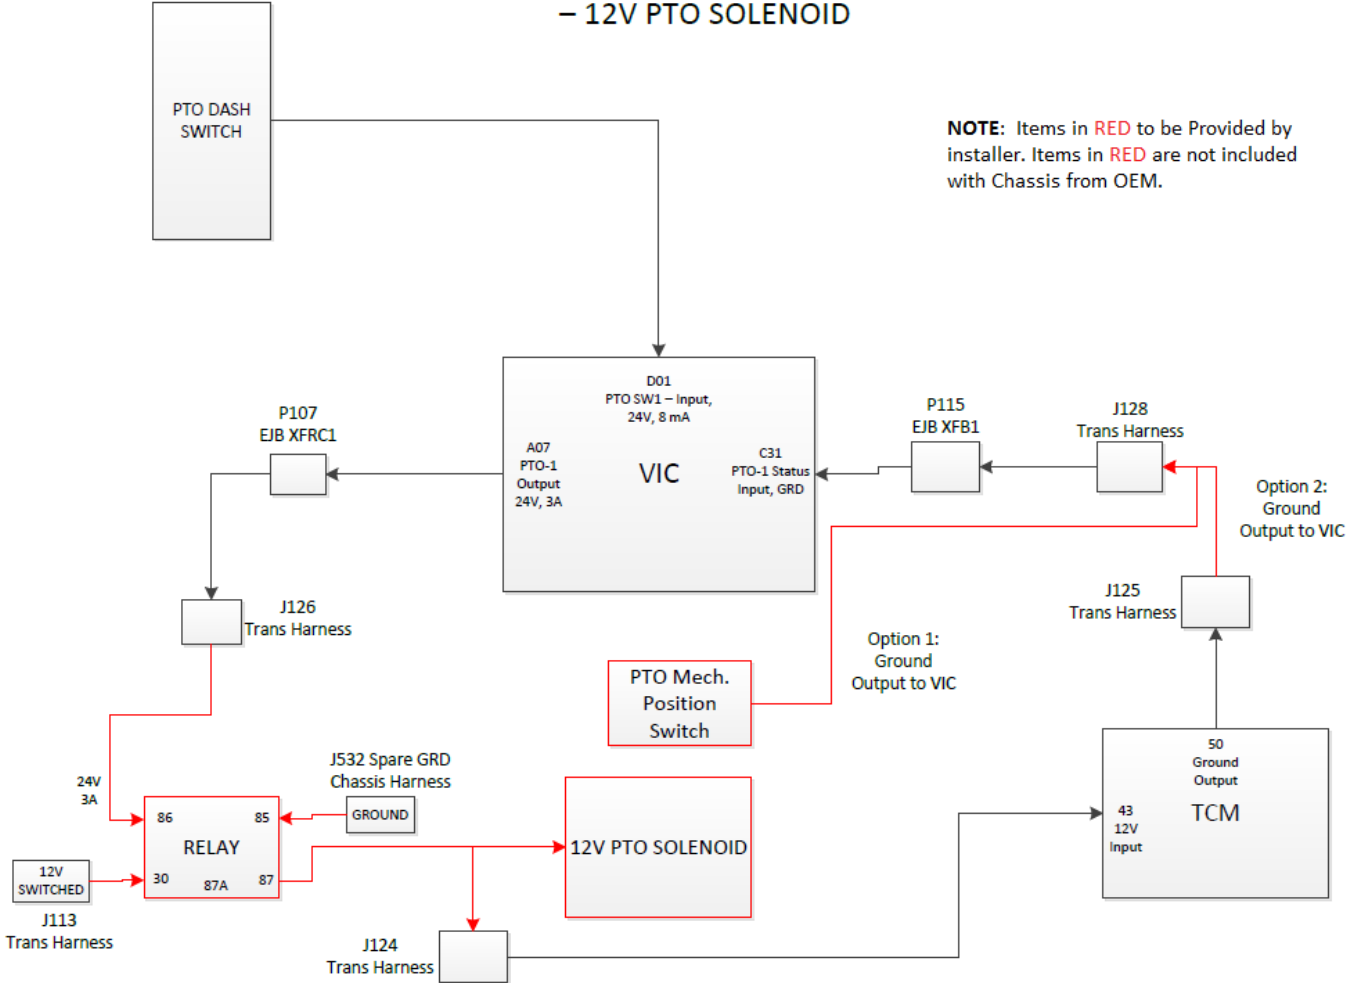 – 12V PTO SOLENOID
PTO DASH
SWITCH
NOTE: Items in RED to be Provided by
installer. Items in RED are not included
with Chassis from OEM.
D01
PTO SW1 – Input,
24V, 8 mA
A07
PTO-1
Output
24V, 3A
VIC
C31
PTO-1 Status
Input, GRD
P107
EJB XFRC1
P115
EJB XFB1
J128
Trans Harness
Option 2:
Ground
Output to VIC
J126
Trans Harness
J125
Trans Harness
Option 1:
Ground
Output to VIC
PTO Mech.
Position
Switch
50
Ground
Output
43
12V
Input
TCM
J532 Spare GRD
Chassis Harness
GROUND
24V
3A
86
85
RELAY
30
87A
87
12V
SWITCHED
J113
Trans Harness
12V PTO SOLENOID
J124
Trans Harness